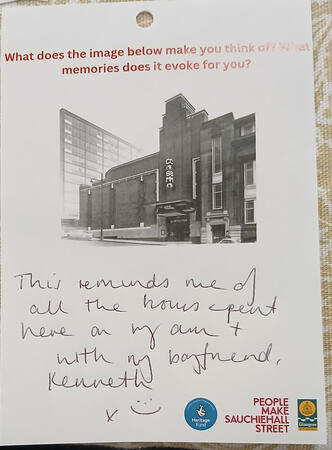 What does the image below make you think of? What
memories does it evoke for you?
This reminds me of
all the hours spent
here on my own +
with my boyfriend,
Kenneth
x
Heritage
Fund
PEOPLE
MAKE
SAUCHIEHALL
STREET
Glasgow